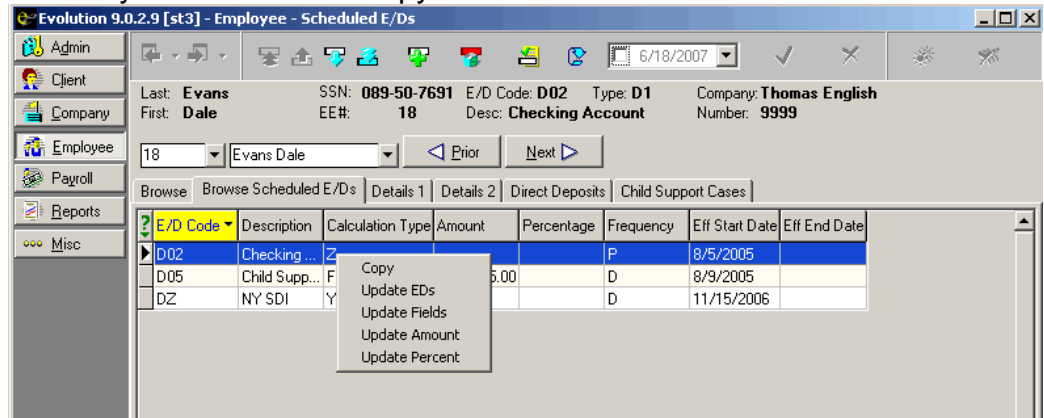 Evolution 9.0.2.9 [st3] - Employee - Scheduled E/Ds
Admin
Client
Company
Employee
Payroll
Reports
Misc
6/18/2007
Last: Evans SSN: 089-50-7691 E/D Code: D02 Type: D1 Company: Thomas English
First: Dale EE#: 18 Desc: Checking Account Number: 9999
18 Evans Dale Prior Next
Browse Browse Scheduled E/Ds Details 1 Details 2 Direct Deposits Child Support Cases
? E/D Code Description Calculation Type Amount Percentage Frequency Eff Start Date Eff End Date
D02 Checking ... Z P 8/5/2005
D05 Child Supp... F 5.00 D 8/9/2005
DZ NY SDI Y D 11/15/2006
Copy
Update EDs
Update Fields
Update Amount
Update Percent